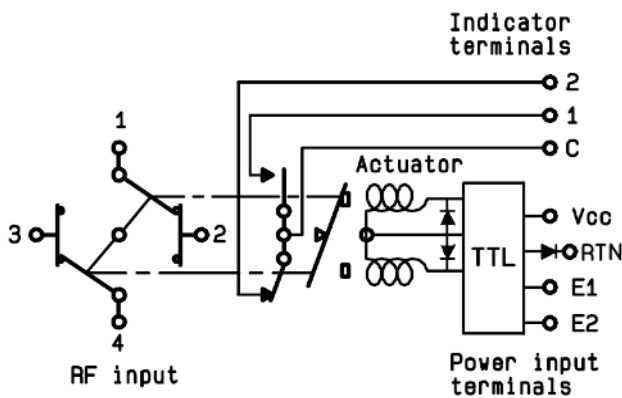 Indicator
terminals
2
1
C
1
Actuator
3
2
TTL
Vcc
RTN
E1
E2
4
RF input
Power input
terminals